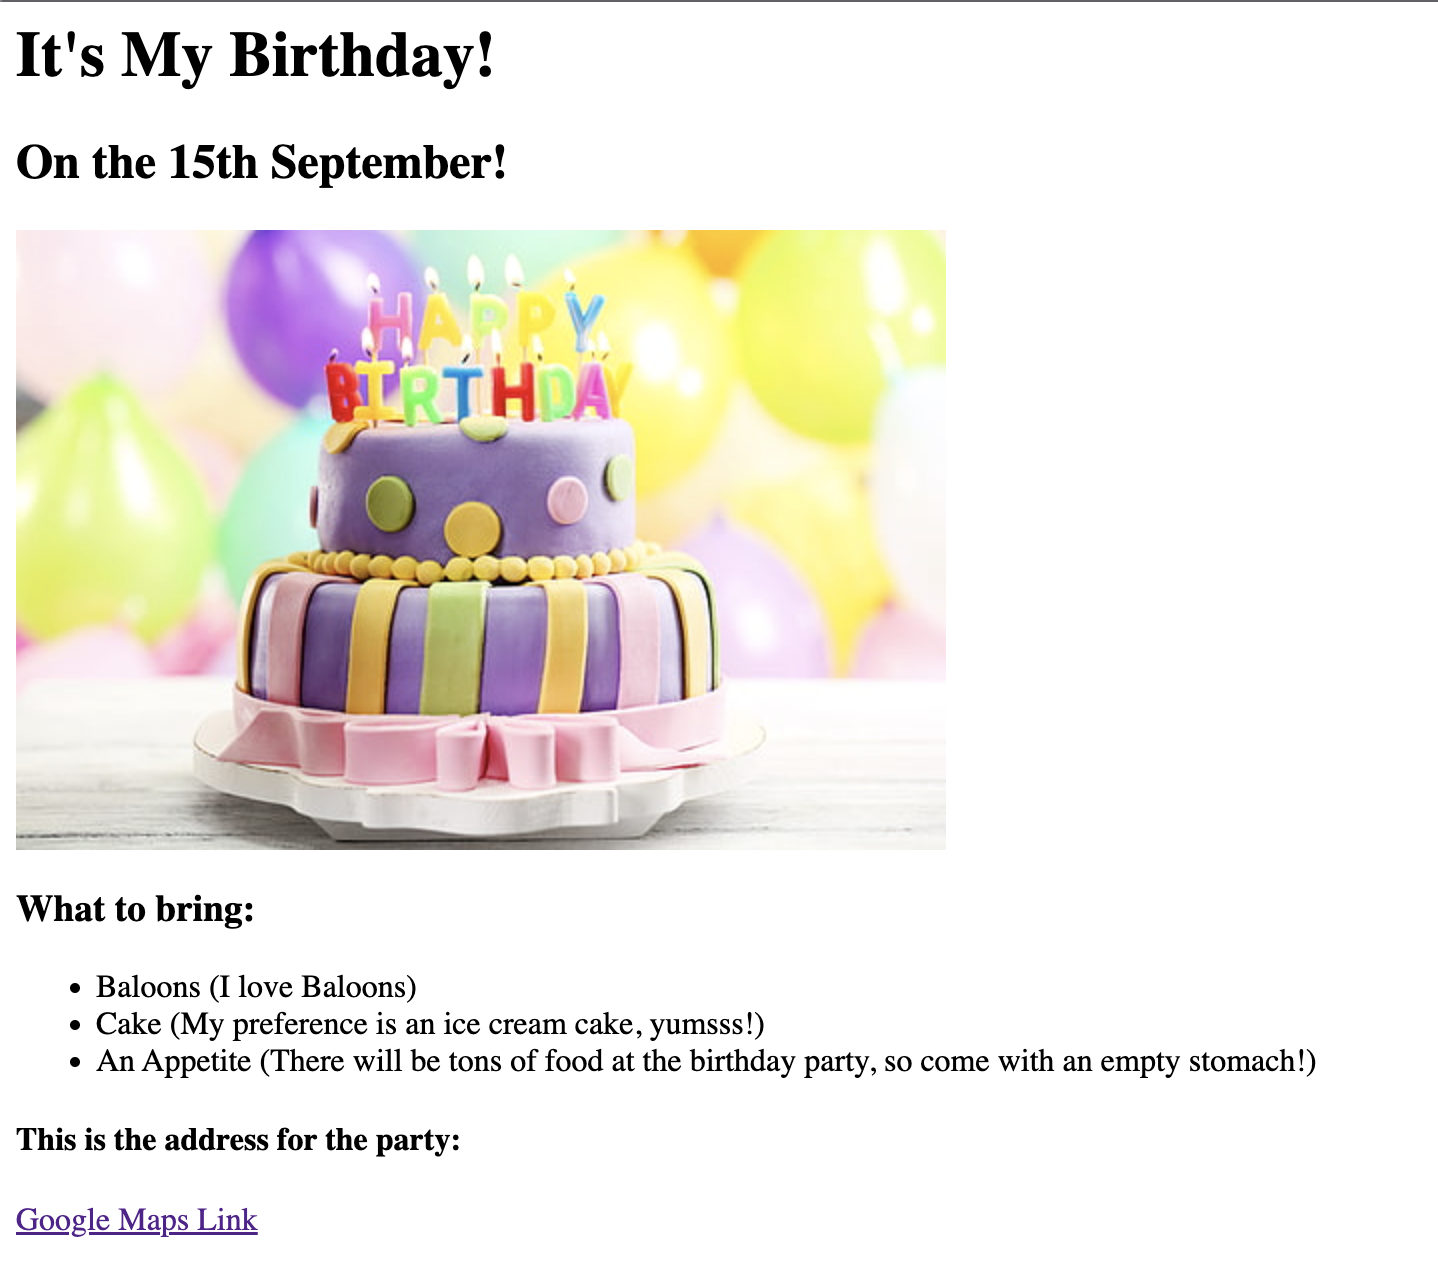 It's My Birthday!
On the 15th September!
HAPPY
BIRTHDAY
What to bring:
Baloons (I love Baloons)
Cake (My preference is an ice cream cake, yumsss!)
An Appetite (There will be tons of food at the birthday party, so come with an empty stomach!)
This is the address for the party:
Google Maps Link